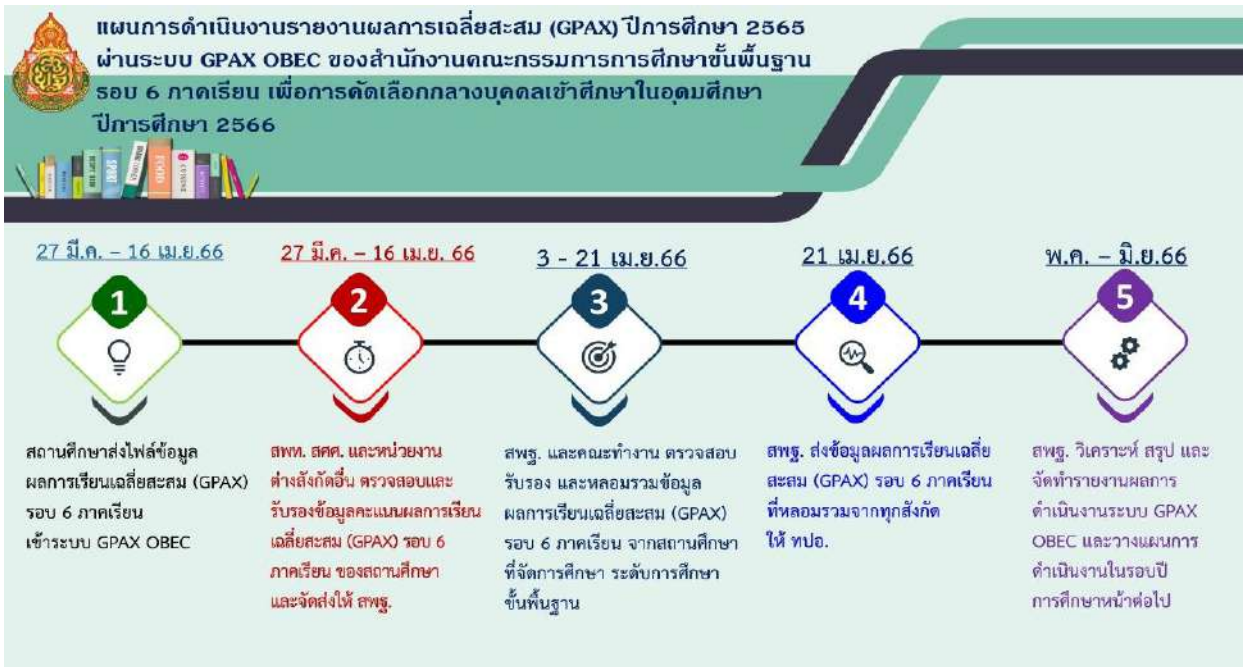 แผนการดำเนินงานรายงานผลการเฉลี่ยสะสม (GPAX) ปีการศึกษา 2565
ผ่านระบบ GPAX OBEC ของสำนักงานคณะกรรมการการศึกษาขั้นพื้นฐาน
รอบ 6 ภาคเรียน เพื่อการคัดเลือกกลางบุคคลเข้าศึกษาในอุดมศึกษา
ปีการศึกษา 2566
SPORT
FOOD
27 มี.ค. – 16 เม.ย.66
1
สถานศึกษาส่งไฟล์ข้อมูล
ผลการเรียนเฉลี่ยสะสม (GPAX)
รอบ 6 ภาคเรียน
เข้าระบบ GPAX OBEC
27 มี.ค. – 16 เม.ย. 66
2
สพท. สศศ. และหน่วยงาน
ต่างสังกัดอื่น ตรวจสอบและ
รับรองข้อมูลคะแนนผลการเรียน
เฉลี่ยสะสม (GPAX) รอบ 6
ภาคเรียน ของสถานศึกษา
และจัดส่งให้ สพฐ.
3 - 21 เม.ย.66
3
สพฐ. และคณะทำงาน ตรวจสอบ
รับรอง และหลอมรวมข้อมูล
ผลการเรียนเฉลี่ยสะสม (GPAX)
รอบ 6 ภาคเรียน จากสถานศึกษา
ที่จัดการศึกษา ระดับการศึกษา
ขั้นพื้นฐาน
21 เม.ย.66
4
สพฐ. ส่งข้อมูลผลการเรียนเฉลี่ย
สะสม (GPAX) รอบ 6 ภาคเรียน
ที่หลอมรวมจากทุกสังกัด
ให้ ทปอ.
พ.ค. – มิ.ย.66
5
สพฐ. วิเคราะห์ สรุป และ
จัดทำรายงานผลการ
ดำเนินงานระบบ GPAX
OBEC และวางแผนการ
ดำเนินงานในรอบปี
การศึกษาหน้าต่อไป